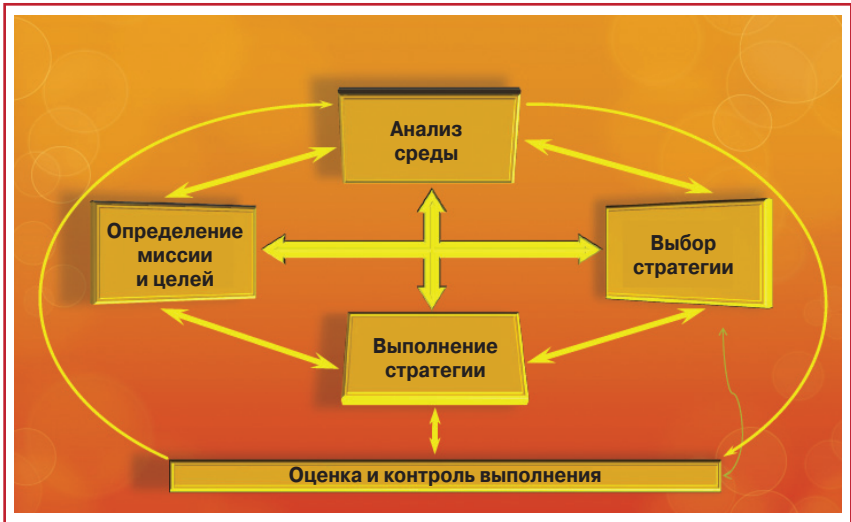 Анализ
среды
Определение
миссии
и целей
Выбор
стратегии
Выполнение
стратегии
Оценка и контроль выполнения